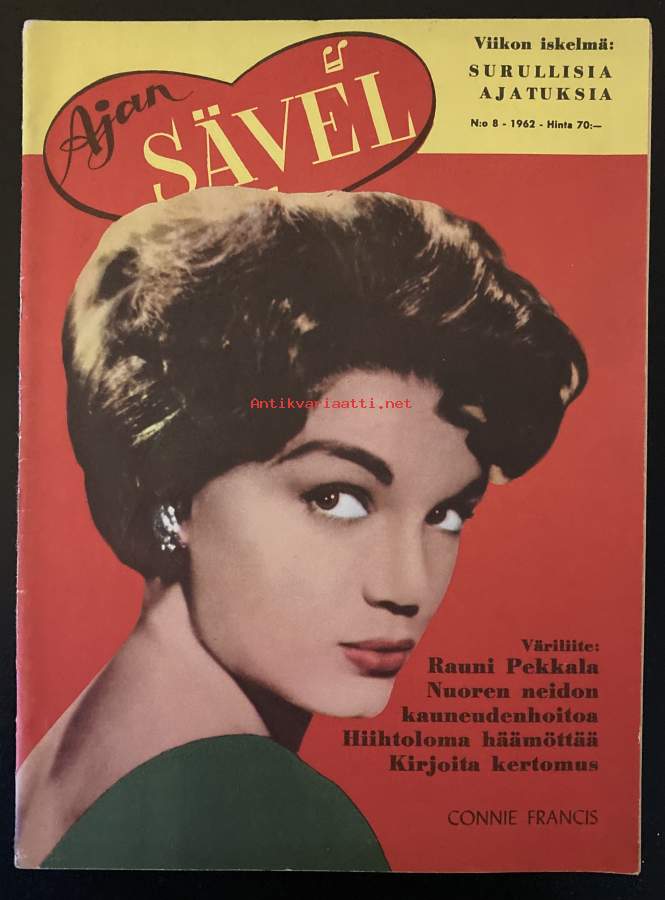 Ajan
SÄVEL
Viikon iskelmä:
SURULLISIA
AJATUKSIA
N:o 8 - 1962 - Hinta 70:—
Antikvariaatti.net
Väriliite:
Rauni Pekkala
Nuoren neidon
kauneudenhoitoa
Hiihtoloma häämöttää
Kirjoita kertomus
CONNIE FRANCIS